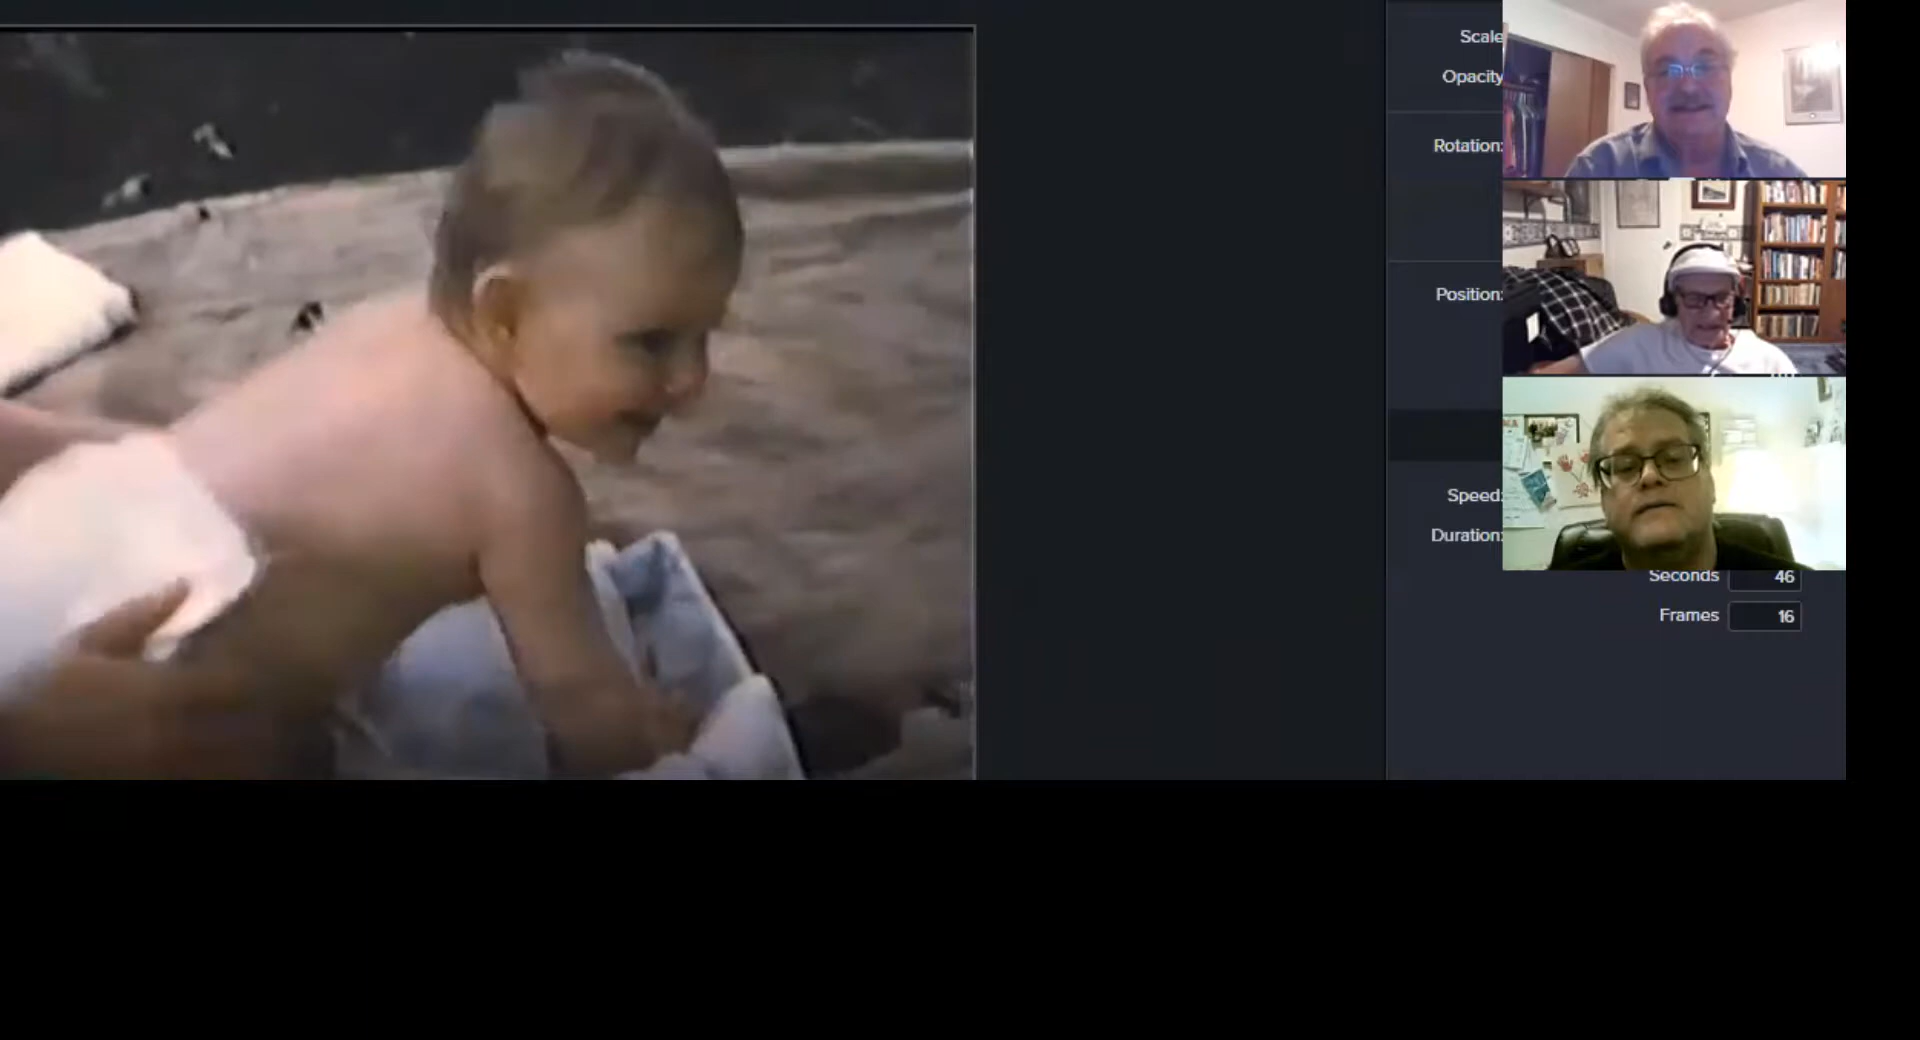 Scale
Opacity
Rotation:
Position:
Speed:
Duration:
Seconds 46
Frames 16